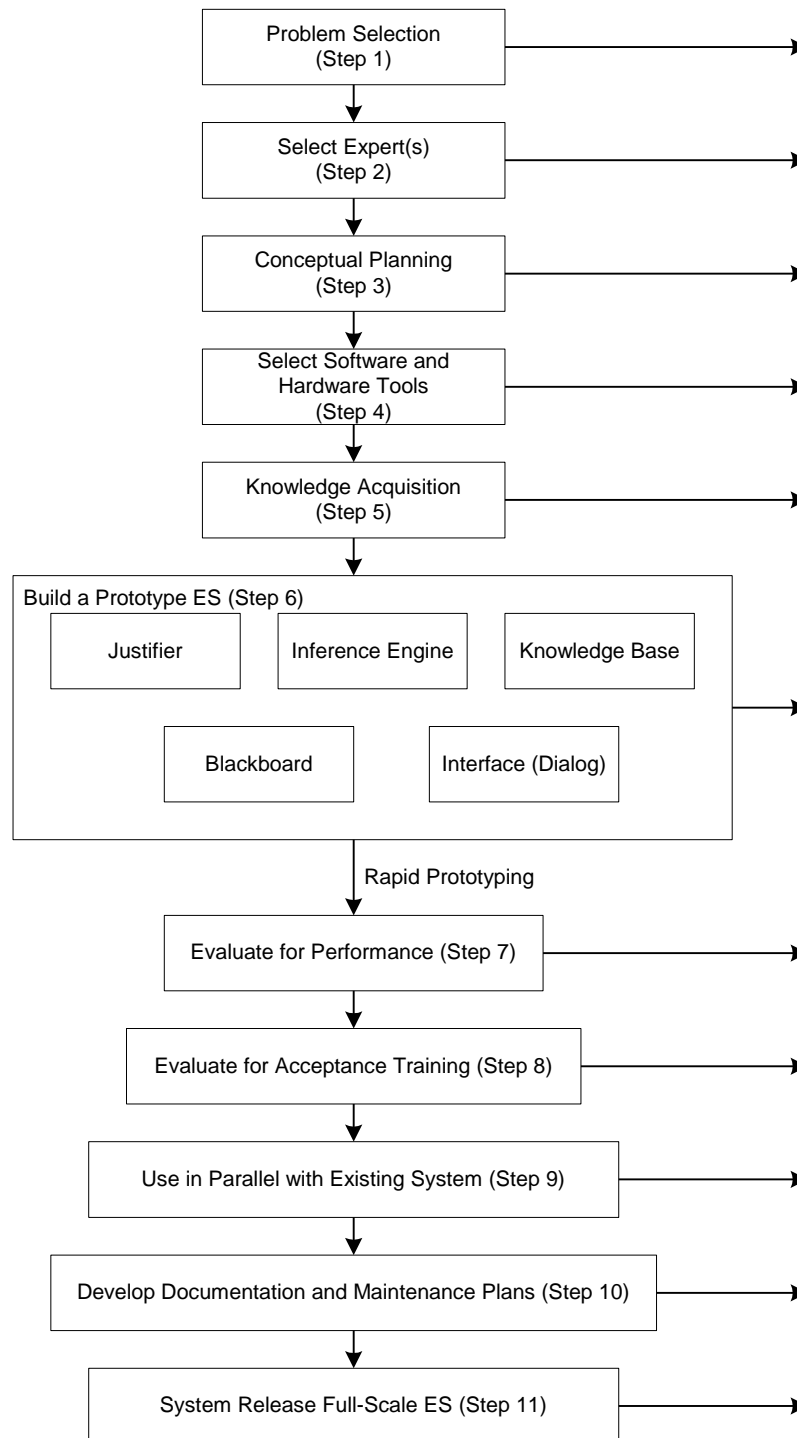 Problem Selection
(Step 1)
Select Expert(s)
(Step 2)
Conceptual Planning
(Step 3)
Select Software and
Hardware Tools
(Step 4)
Knowledge Acquisition
(Step 5)
Build a Prototype ES (Step 6)
Justifier
Inference Engine
Knowledge Base
Blackboard
Interface (Dialog)
Rapid Prototyping
Evaluate for Performance (Step 7)
Evaluate for Acceptance Training (Step 8)
Use in Parallel with Existing System (Step 9)
Develop Documentation and Maintenance Plans (Step 10)
System Release Full-Scale ES (Step 11)